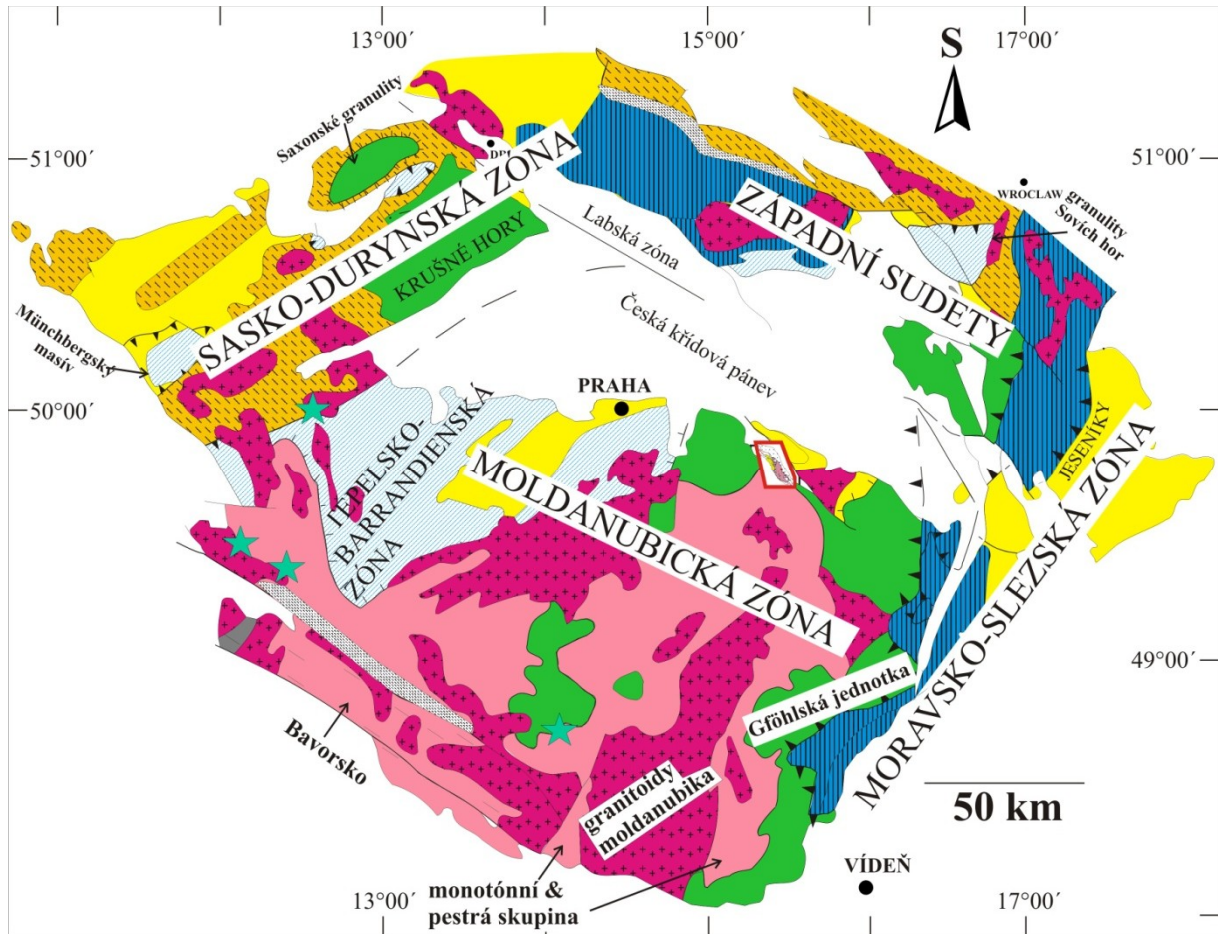 13°00′
15°00′
17°00′
S
51°00′
51°00′
Saxonské granulity
WROCLAW
granulity
Sovích hor
SASKO-DURYNSKÁ ZÓNA
ZÁPADNÍ SUDETY
KRUŠNÉ HORY
Labská zóna
Česká křídová pánev
Münchbergský
masív
PRAHA
50°00′
50°00′
TEPELSKO-
BARRANDIENSKÁ
ZÓNA
MOLDANUBICKÁ ZÓNA
JESENÍKY
MORAVSKO-SLEZSKÁ ZÓNA
49°00′
Gföhlská jednotka
Bavorsko
granitoidy
moldanubika
50 km
monotónní &
pestrá skupina
VÍDEŇ
13°00′
17°00′